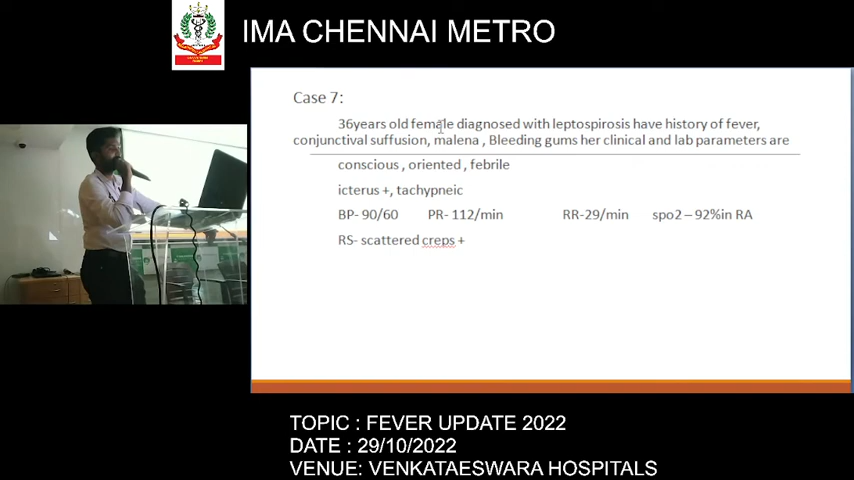 IMA CHENNAI METRO
Case 7:
36years old female diagnosed with leptospirosis have history of fever,
conjunctival suffusion, malena , Bleeding gums her clinical and lab parameters are
conscious , oriented , febrile
icterus +, tachypneic
BP- 90/60 PR- 112/min RR-29/min spo2 – 92%in RA
RS- scattered creps +
TOPIC : FEVER UPDATE 2022
DATE : 29/10/2022
VENUE: VENKATAESWARA HOSPITALS